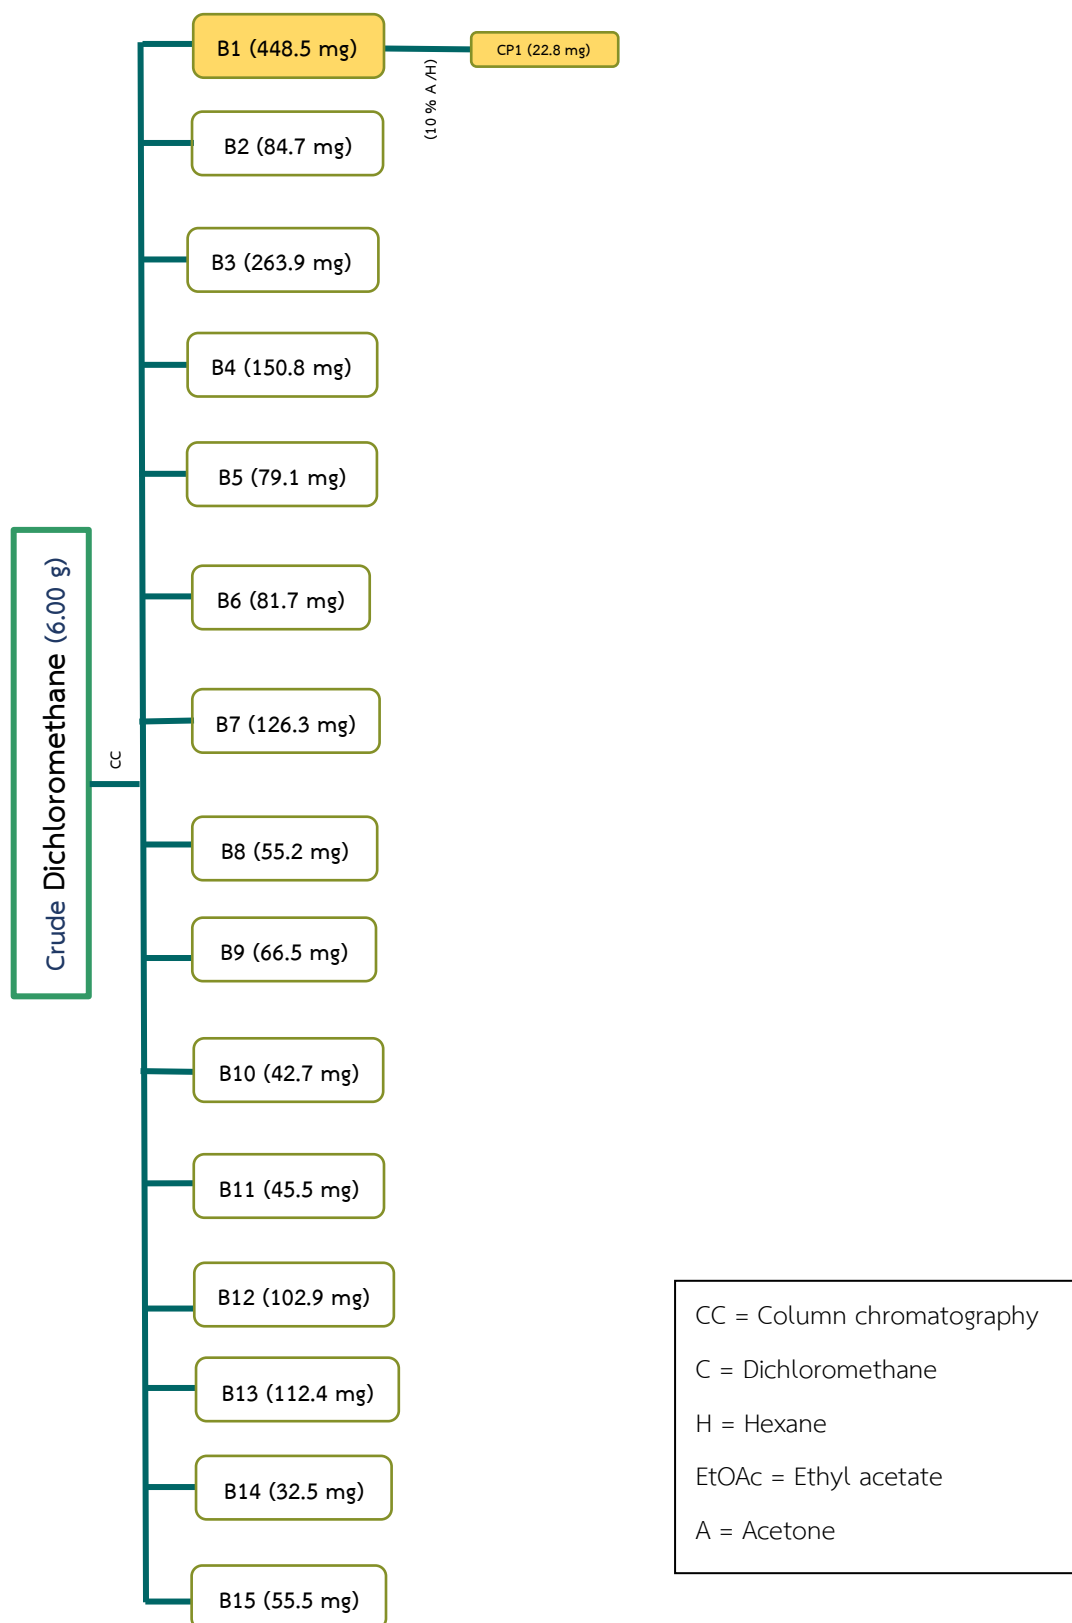 B1 (448.5 mg)
CP1 (22.8 mg)
(10 % A /H)
B2 (84.7 mg)
B3 (263.9 mg)
B4 (150.8 mg)
B5 (79.1 mg)
Crude Dichloromethane (6.00 g)
CC
B6 (81.7 mg)
B7 (126.3 mg)
B8 (55.2 mg)
B9 (66.5 mg)
B10 (42.7 mg)
B11 (45.5 mg)
B12 (102.9 mg)
B13 (112.4 mg)
B14 (32.5 mg)
B15 (55.5 mg)
CC = Column chromatography
C = Dichloromethane
H = Hexane
EtOAc = Ethyl acetate
A = Acetone